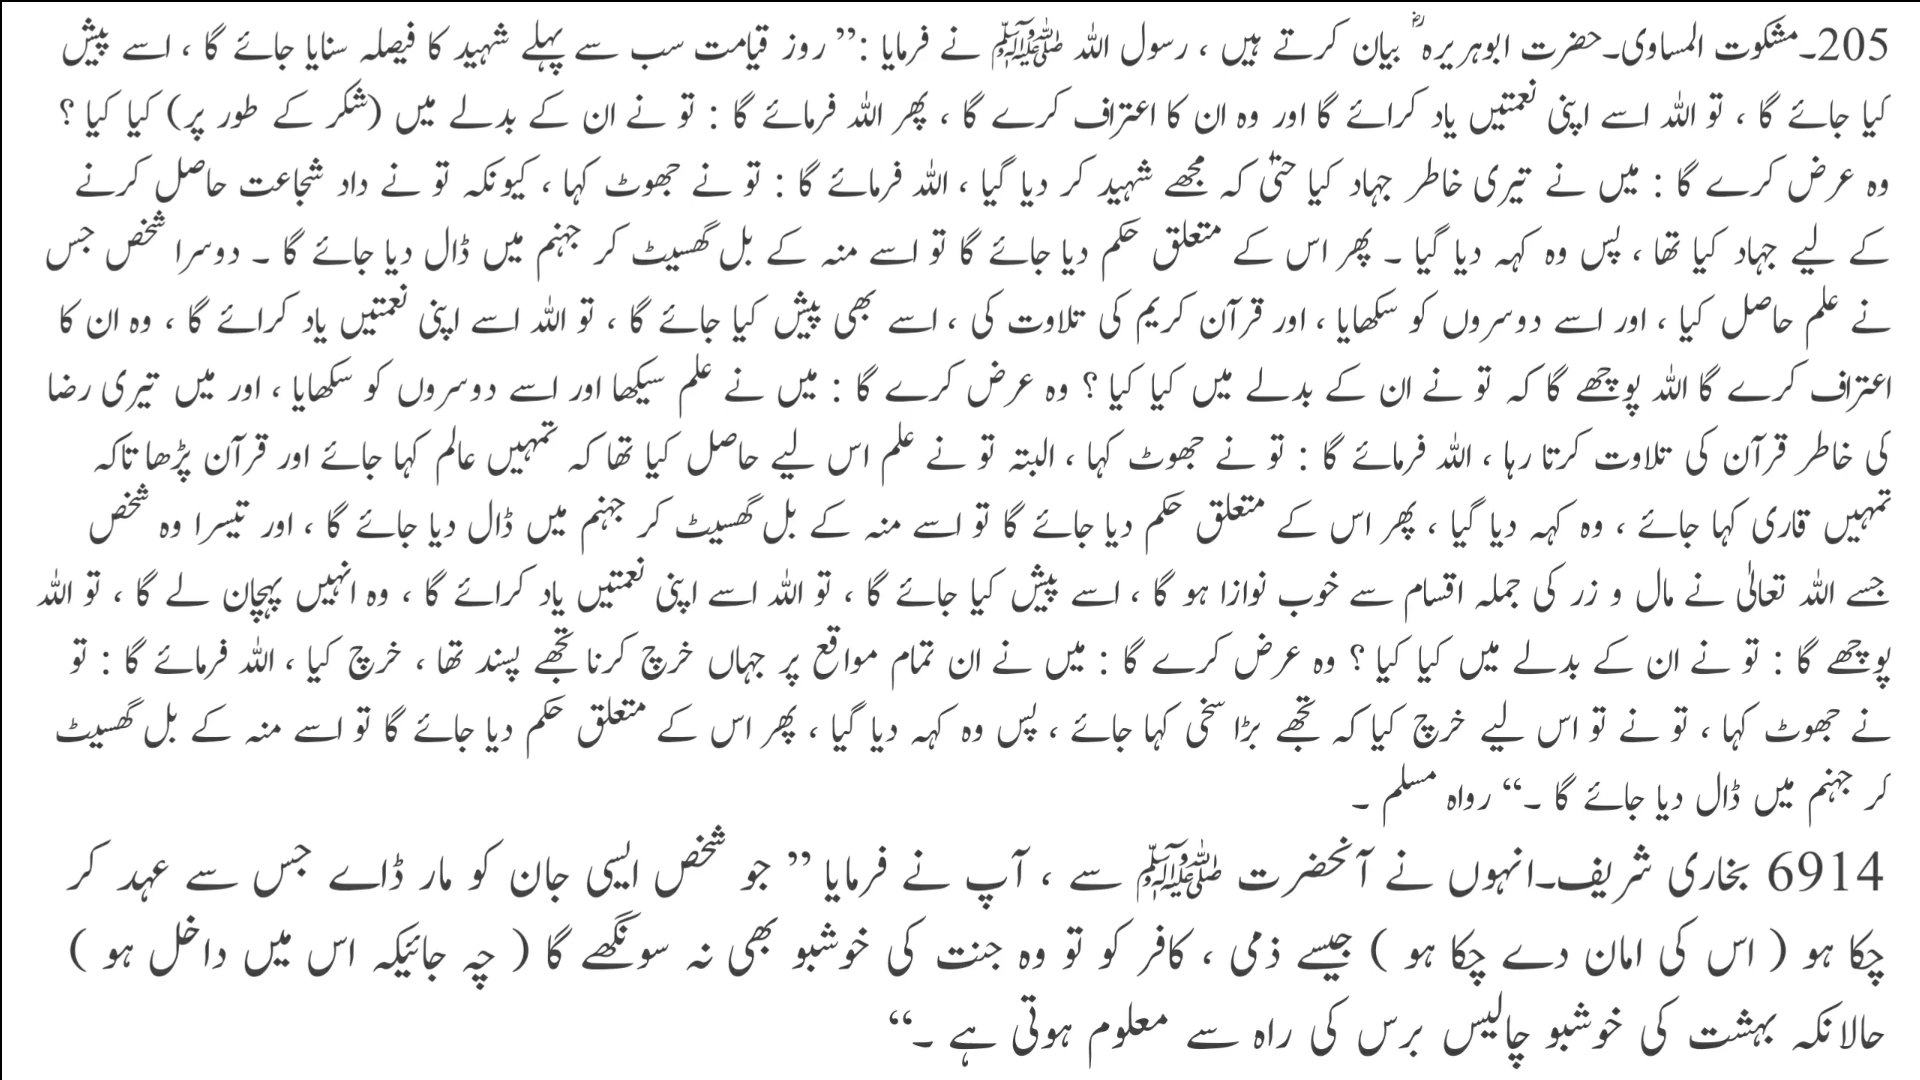 205۔مشکوت المساوی۔حضرت ابوہریرہ ؓ بیان کرتے ہیں ، رسول اللہ ﷺ نے فرمایا :’’ روز قیامت سب سے پہلے شہید کا فیصلہ سنایا جائے گا ، اسے پیش
کیا جائے گا ، تو اللہ اسے اپنی نعمتیں یاد کرائے گا اور وہ ان کا اعتراف کرے گا ، پھر اللہ فرمائے گا : تو نے ان کے بدلے میں (شکر کے طور پر) کیا کیا ؟
وہ عرض کرے گا : میں نے تیری خاطر جہاد کیا حتیٰ کہ مجھے شہید کر دیا گیا ، اللہ فرمائے گا : تو نے جھوٹ کہا ، کیونکہ تو نے داد شجاعت حاصل کرنے
کے لیے جہاد کیا تھا ، پس وہ کہہ دیا گیا ۔ پھر اس کے متعلق حکم دیا جائے گا تو اسے منہ کے بل گھسیٹ کر جہنم میں ڈال دیا جائے گا ۔ دوسرا شخص جس
نے علم حاصل کیا ، اور اسے دوسروں کو سکھایا ، اور قرآن کریم کی تلاوت کی ، اسے بھی پیش کیا جائے گا ، تو اللہ اسے اپنی نعمتیں یاد کرائے گا ، وہ ان کا
اعتراف کرے گا اللہ پوچھے گا کہ تو نے ان کے بدلے میں کیا کیا ؟ وہ عرض کرے گا : میں نے علم سیکھا اور اسے دوسروں کو سکھایا ، اور میں تیری رضا
کی خاطر قرآن کی تلاوت کرتا رہا ، اللہ فرمائے گا : تو نے جھوٹ کہا ، البتہ تو نے علم اس لیے حاصل کیا تھا کہ تمہیں عالم کہا جائے اور قرآن پڑھا تاکہ
تمہیں قاری کہا جائے ، وہ کہہ دیا گیا ، پھر اس کے متعلق حکم دیا جائے گا تو اسے منہ کے بل گھسیٹ کر جہنم میں ڈال دیا جائے گا ، اور تیسرا وہ شخص
جسے اللہ تعالیٰ نے مال و زر کی جملہ اقسام سے خوب نوازا ہو گا ، اسے پیش کیا جائے گا ، تو اللہ اسے اپنی نعمتیں یاد کرائے گا ، وہ انہیں پہچان لے گا ، تو اللہ
پوچھے گا : تو نے ان کے بدلے میں کیا کیا ؟ وہ عرض کرے گا : میں نے ان تمام مواقع پر جہاں خرچ کرنا تجھے پسند تھا ، خرچ کیا ، اللہ فرمائے گا : تو
نے جھوٹ کہا ، تو نے تو اس لیے خرچ کیا کہ تجھے بڑا سخی کہا جائے ، پس وہ کہہ دیا گیا ، پھر اس کے متعلق حکم دیا جائے گا تو اسے منہ کے بل گھسیٹ
کر جہنم میں ڈال دیا جائے گا ۔‘‘ رواہ مسلم ۔
6914 بخاری شریف۔انہوں نے آنحضرت ﷺ سے ، آپ نے فرمایا ’’ جو شخص ایسی جان کو مار ڈاے جس سے عہد کر
چکا ہو ( اس کی امان دے چکا ہو ) جیسے ذمی ، کافر کو تو وہ جنت کی خوشبو بھی نہ سونگھے گا ( چہ جائیکہ اس میں داخل ہو )
حالانکہ بہشت کی خوشبو چالیس برس کی راہ سے معلوم ہوتی ہے ۔‘‘